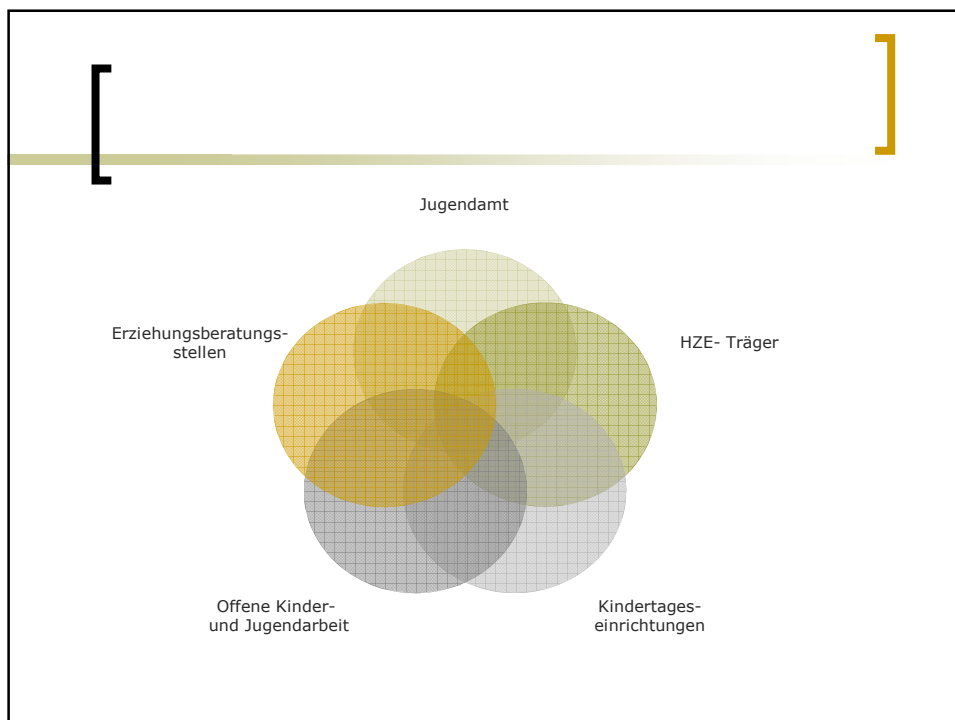 Jugendamt
Erziehungsberatungs-
stellen
HZE- Träger
Offene Kinder-
und Jugendarbeit
Kindertages-
einrichtungen